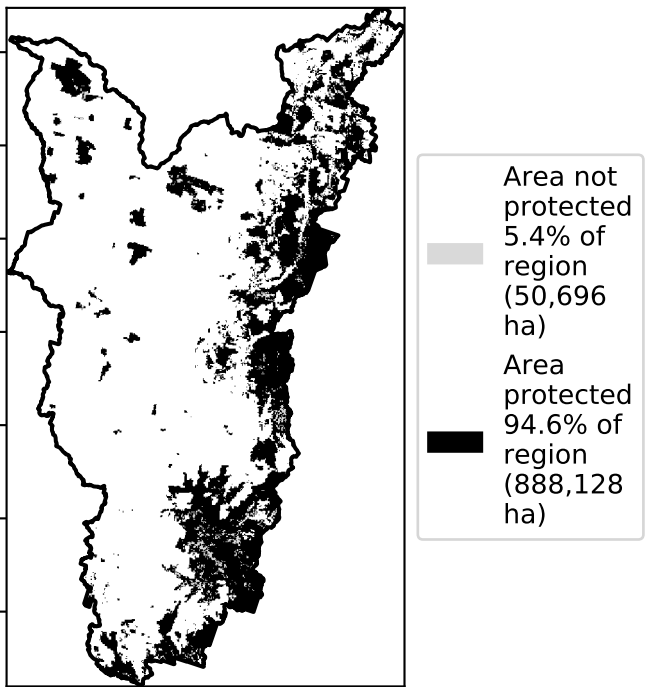 Area not
protected
5.4% of
region
(50,696
ha)
Area
protected
94.6% of
region
(888,128
ha)